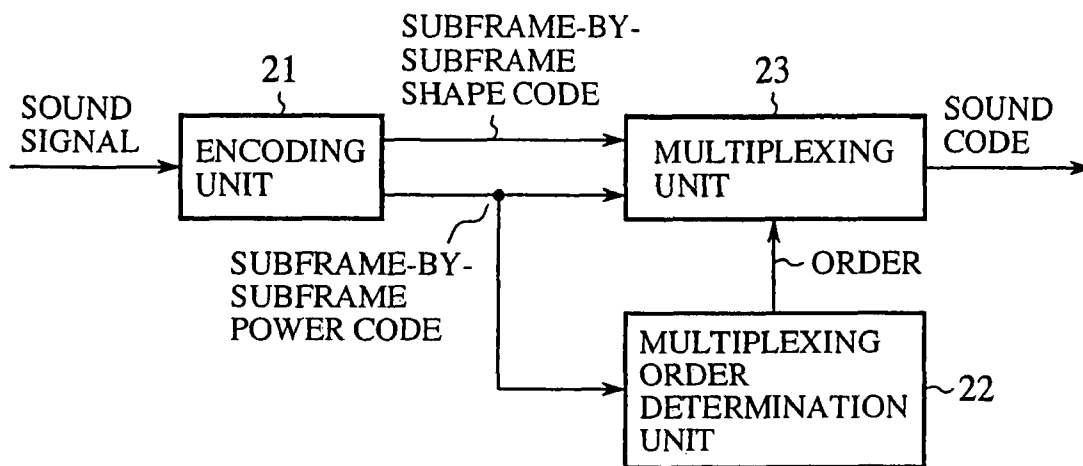 SUBFRAME-BY-
SUBFRAME
SHAPE CODE
21
23
SOUND
SIGNAL
SOUND
CODE
ENCODING
UNIT
MULTIPLEXING
UNIT
SUBFRAME-BY-
SUBFRAME
POWER CODE
ORDER
MULTIPLEXING
ORDER
DETERMINATION
UNIT
22